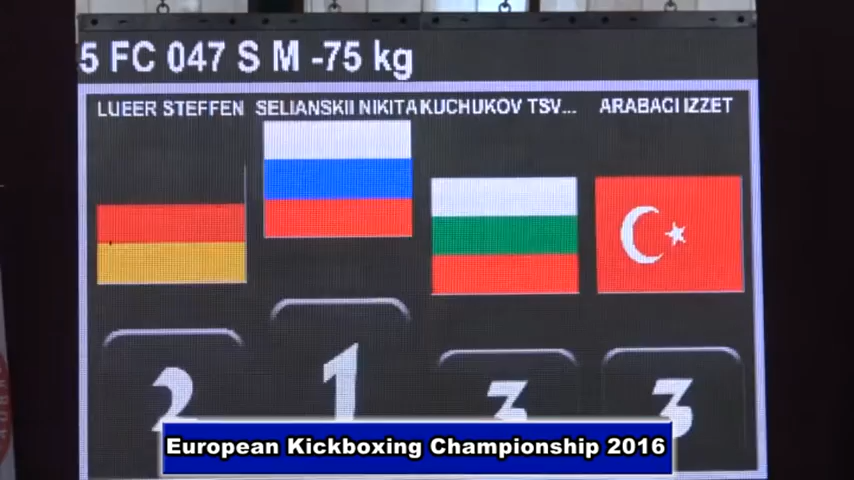 5 FC 047 S M -75 kg
LUEER STEFFEN SELIANSKII NIKITA KUCHUKOV TSV... ARABACI IZZET
2 1 3 3
European Kickboxing Championship 2016